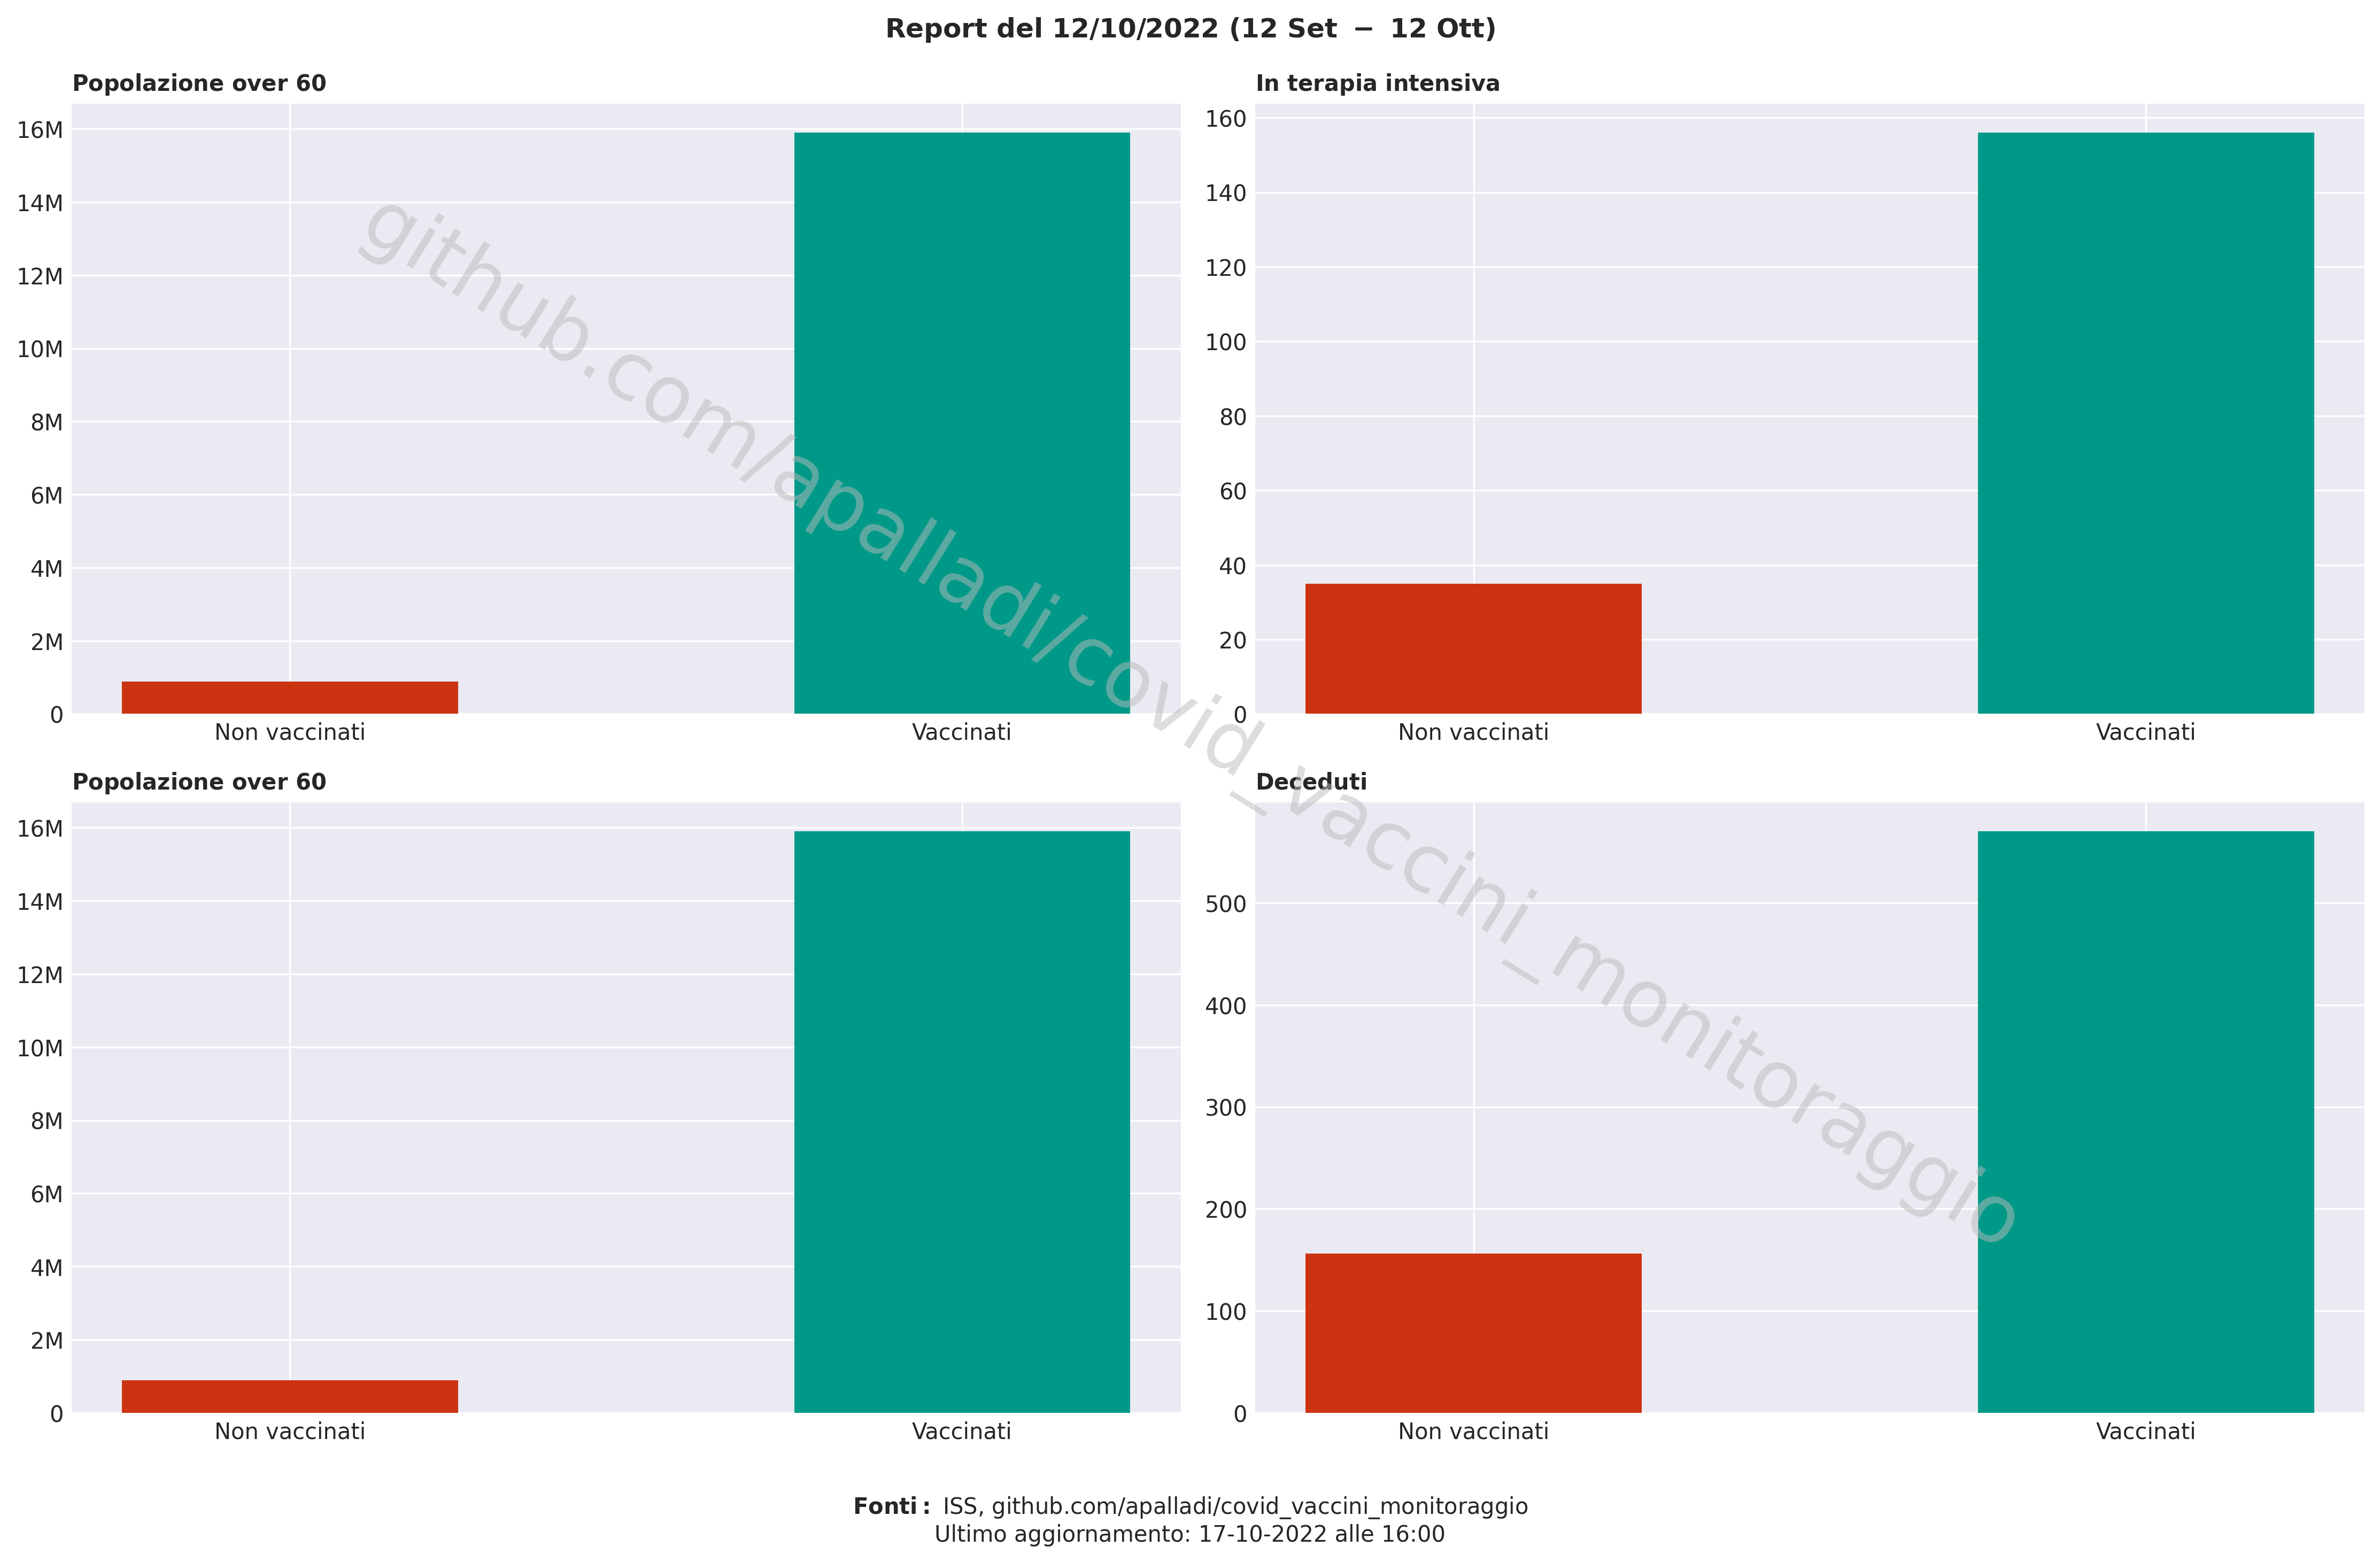 Report del 12/10/2022 (12 Set − 12 Ott)
Popolazione over 60
16M
14M
12M
10M
8M
6M
4M
2M
0
Non vaccinati
Vaccinati
In terapia intensiva
160
140
120
100
80
60
40
20
0
Non vaccinati
Vaccinati
Popolazione over 60
16M
14M
12M
10M
8M
6M
4M
2M
0
Non vaccinati
Vaccinati
Deceduti
500
400
300
200
100
0
Non vaccinati
Vaccinati
github.com/apalladi/covid_vaccini_monitoraggio
Fonti: ISS, github.com/apalladi/covid_vaccini_monitoraggio
Ultimo aggiornamento: 17-10-2022 alle 16:00